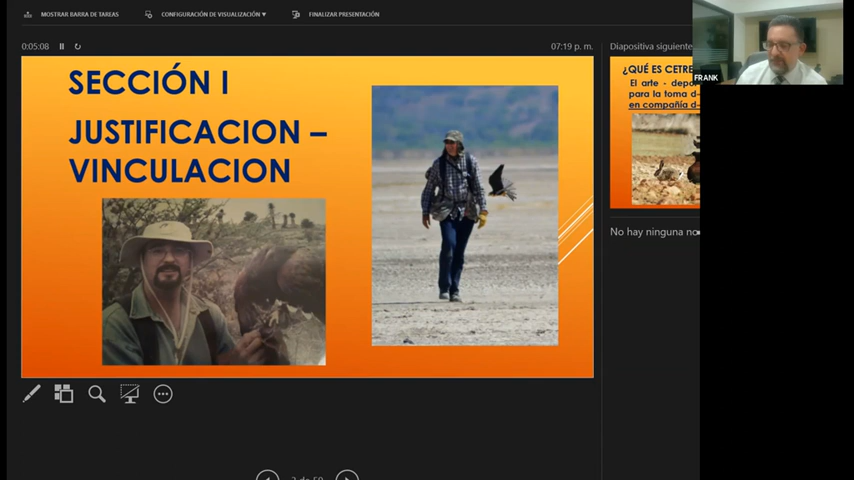 MOSTRAR BARRA DE TAREAS
CONFIGURACIÓN DE VISUALIZACIÓN ▾
FINALIZAR PRESENTACIÓN
0:05:08
07:19 p. m.
SECCIÓN I
JUSTIFICACION –
VINCULACION
Diapositiva siguiente
¿QUÉ ES CETRE
El arte - depo
para la toma d
en compañía d
No hay ninguna no
FRANK